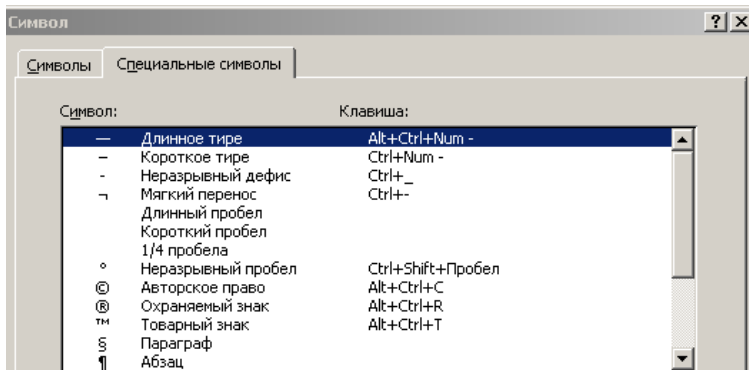 Символ
Символы Специальные символы
Символ: Клавиша:
— Длинное тире Alt+Ctrl+Num -
– Короткое тире Ctrl+Num -
- Неразрывный дефис Ctrl+_
¬ Мягкий перенос Ctrl+-
Длинный пробел
Короткий пробел
1/4 пробела
° Неразрывный пробел Ctrl+Shift+Пробел
© Авторское право Alt+Ctrl+C
® Охраняемый знак Alt+Ctrl+R
™ Товарный знак Alt+Ctrl+T
§ Параграф
¶ Абзац